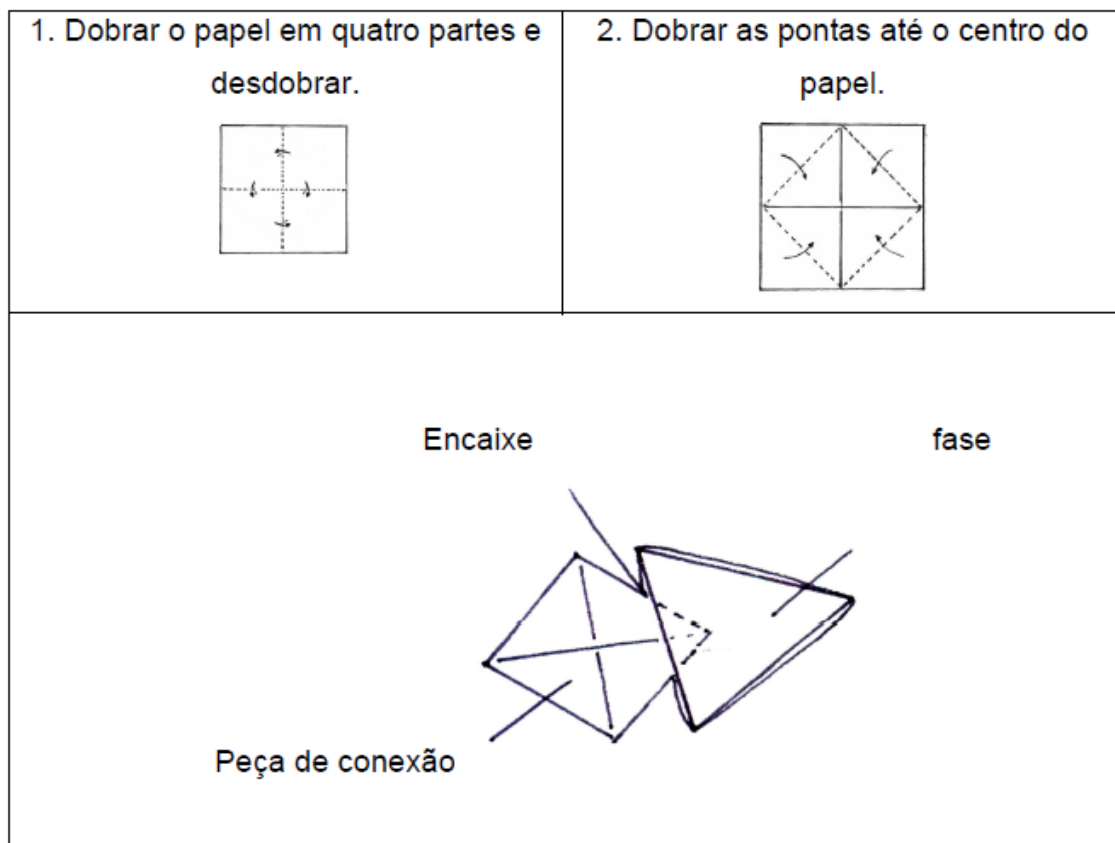 1. Dobrar o papel em quatro partes e
desdobrar.
2. Dobrar as pontas até o centro do
papel.
Encaixe
fase
Peça de conexão